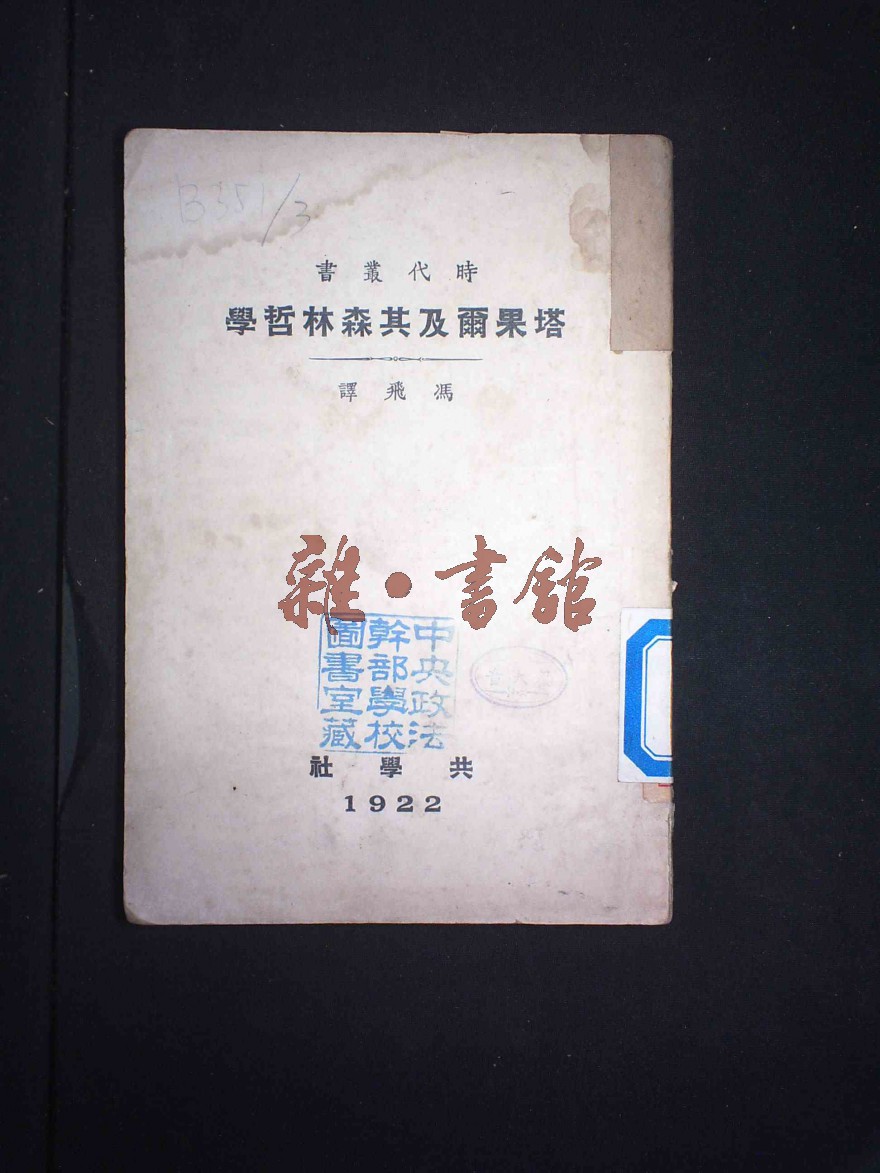 B351/3
時代叢書
塔果爾及其森林哲學
馮飛譯
雜·書館
中央政法
幹部學校
圖書室藏
共學社
1922